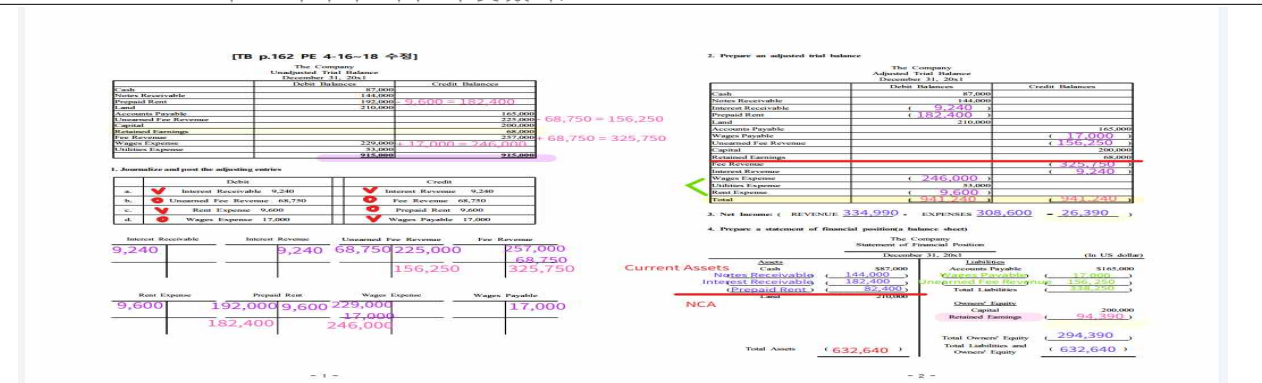 [TB p.162 PE 4-16~18 수정]
The Company
Unadjusted Trial Balance
December 31, 20x1
Debit Balances Credit Balances
Cash 87,000
Notes Receivable 144,000
Prepaid Rent 192,000 - 9,600 = 182,400
Land 210,000
Accounts Payable 165,000
Unearned Fee Revenue 225,000 - 68,750 = 156,250
Capital 200,000
Retained Earnings 68,000
Fee Revenue 257,000 + 68,750 = 325,750
Wages Expense 229,000 + 17,000 = 246,000
Utilities Expense 53,000
915,000 915,000
1. Journalize and post the adjusting entries
Debit Credit
a. Interest Receivable 9,240 Interest Revenue 9,240
b. Unearned Fee Revenue 68,750 Fee Revenue 68,750
c. Rent Expense 9,600 Prepaid Rent 9,600
d. Wages Expense 17,000 Wages Payable 17,000
Interest Receivable Interest Revenue Unearned Fee Revenue Fee Revenue
9,240 9,240 68,750 225,000 257,000
68,750
156,250 325,750
Rent Expense Prepaid Rent Wages Expense Wages Payable
9,600 192,000 9,600 229,000 17,000
17,000
182,400 246,000
- 1 -
2. Prepare an adjusted trial balance
The Company
Adjusted Trial Balance
December 31, 20x1
Debit Balances Credit Balances
Cash 87,000
Notes Receivable 144,000
Interest Receivable ( 9,240 )
Prepaid Rent ( 182,400 )
Land 210,000
Accounts Payable 165,000
Wages Payable ( 17,000 )
Unearned Fee Revenue ( 156,250 )
Capital 200,000
Retained Earnings 68,000
Fee Revenue ( 325,750 )
Interest Revenue ( 9,240 )
Wages Expense ( 246,000 )
Utilities Expense 53,000
Rent Expense ( 9,600 )
Total ( 941,240 ) ( 941,240 )
3. Net Income: ( REVENUE 334,990 - EXPENSES 308,600 = 26,390 )
4. Prepare a statement of financial position(a balance sheet)
The Company
Statement of Financial Position
December 31, 20x1 (In US dollar)
Assets Liabilities
Current Assets Cash $87,000 Accounts Payable $165,000
Notes Receivable ( 144,000 ) Wages Payable ( 17,000 )
Interest Receivable ( 182,400 ) Unearned Fee Revenue ( 156,250 )
(Prepaid Rent ) ( 82,400 ) Total Liabilities ( 338,250 )
NCA Land 210,000
Owners' Equity
Capital 200,000
Retained Earnings ( 94,390 )
Total Owners' Equity ( 294,390 )
Total Assets ( 632,640 ) Total Liabilities and Owners' Equity ( 632,640 )
- 2 -